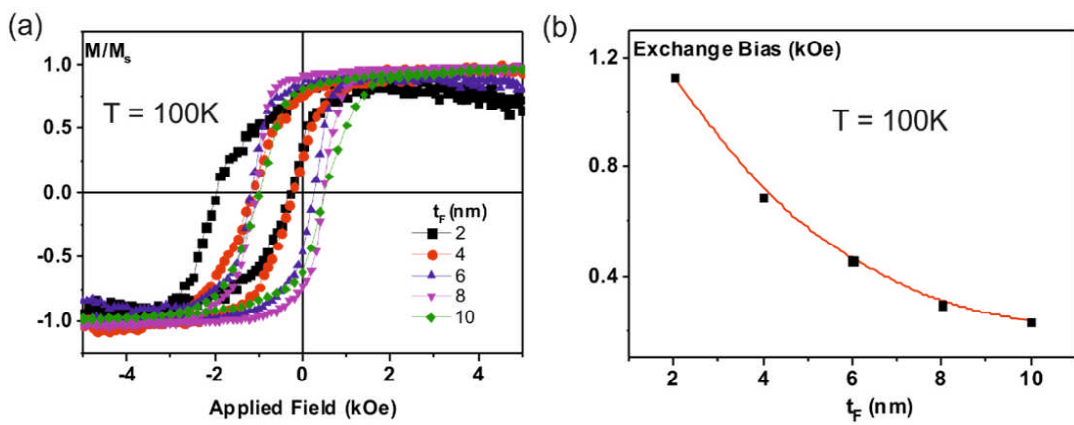 (a)
M/Ms
1.0
0.5
0.0
-0.5
-1.0
T = 100K
tF (nm)
2
4
6
8
10
-4
-2
0
2
4
Applied Field (kOe)
(b)
Exchange Bias (kOe)
1.2
0.8
0.4
T = 100K
2
4
6
8
10
tF (nm)